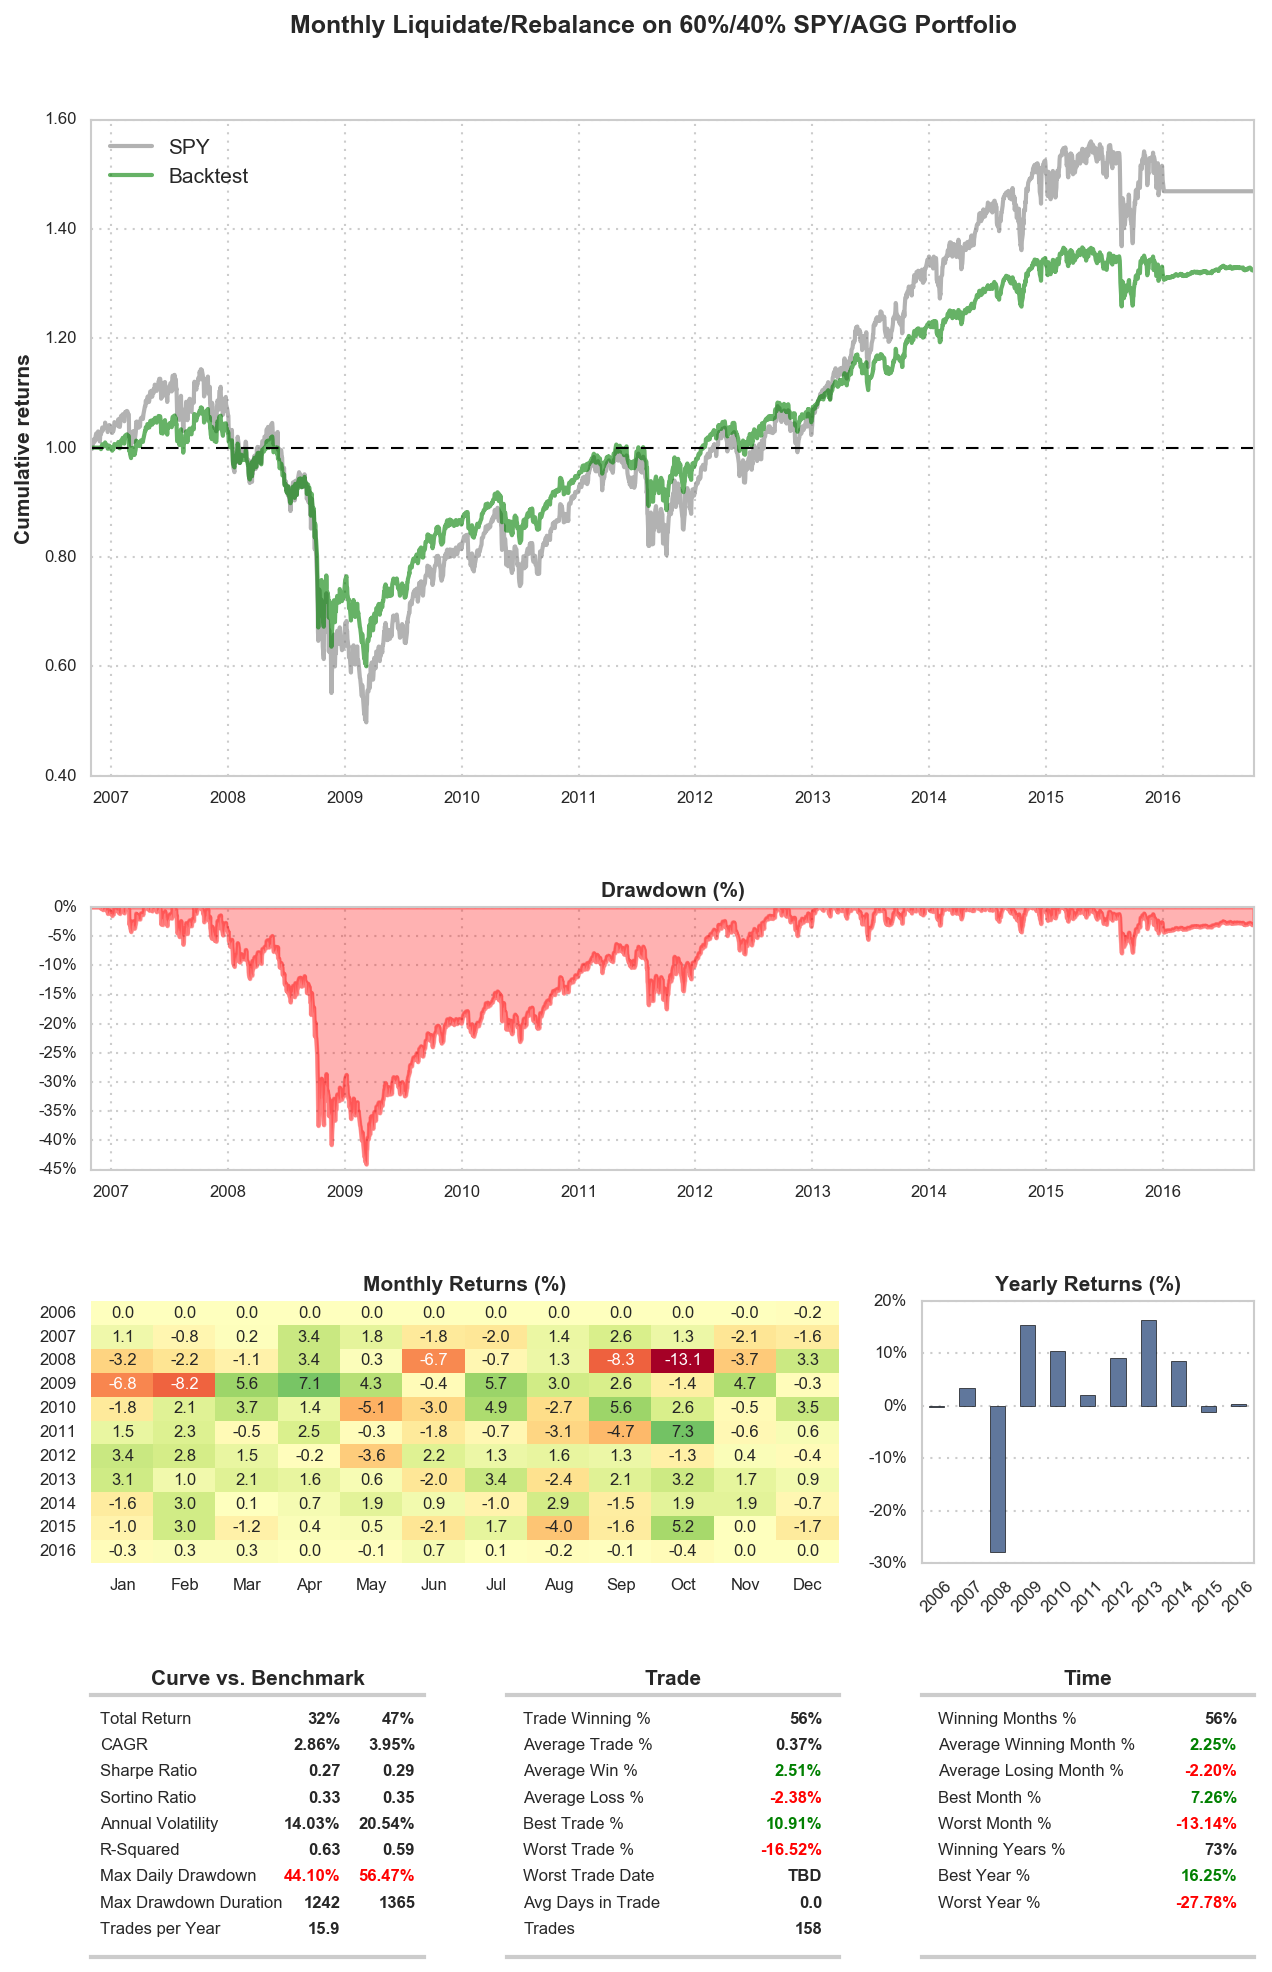 Monthly Liquidate/Rebalance on 60%/40% SPY/AGG Portfolio
1.60
SPY
Backtest
1.40
1.20
Cumulative returns
1.00
0.80
0.60
0.40
2007 2008 2009 2010 2011 2012 2013 2014 2015 2016
Drawdown (%)
0%
-5%
-10%
-15%
-20%
-25%
-30%
-35%
-40%
-45%
2007 2008 2009 2010 2011 2012 2013 2014 2015 2016
Monthly Returns (%)
2006 0.0 0.0 0.0 0.0 0.0 0.0 0.0 0.0 0.0 0.0 -0.0 -0.2
2007 1.1 -0.8 0.2 3.4 1.8 -1.8 -2.0 1.4 2.6 1.3 -2.1 -1.6
2008 -3.2 -2.2 -1.1 3.4 0.3 -6.7 -0.7 1.3 -8.3 -13.1 -3.7 3.3
2009 -6.8 -8.2 5.6 7.1 4.3 -0.4 5.7 3.0 2.6 -1.4 4.7 -0.3
2010 -1.8 2.1 3.7 1.4 -5.1 -3.0 4.9 -2.7 5.6 2.6 -0.5 3.5
2011 1.5 2.3 -0.5 2.5 -0.3 -1.8 -0.7 -3.1 -4.7 7.3 -0.6 0.6
2012 3.4 2.8 1.5 -0.2 -3.6 2.2 1.3 1.6 1.3 -1.3 0.4 -0.4
2013 3.1 1.0 2.1 1.6 0.6 -2.0 3.4 -2.4 2.1 3.2 1.7 0.9
2014 -1.6 3.0 0.1 0.7 1.9 0.9 -1.0 2.9 -1.5 1.9 1.9 -0.7
2015 -1.0 3.0 -1.2 0.4 0.5 -2.1 1.7 -4.0 -1.6 5.2 0.0 -1.7
2016 -0.3 0.3 0.3 0.0 -0.1 0.7 0.1 -0.2 -0.1 -0.4 0.0 0.0
Jan Feb Mar Apr May Jun Jul Aug Sep Oct Nov Dec
Yearly Returns (%)
20%
10%
0%
-10%
-20%
-30%
2006 2007 2008 2009 2010 2011 2012 2013 2014 2015 2016
Curve vs. Benchmark
Total Return 32% 47%
CAGR 2.86% 3.95%
Sharpe Ratio 0.27 0.29
Sortino Ratio 0.33 0.35
Annual Volatility 14.03% 20.54%
R-Squared 0.63 0.59
Max Daily Drawdown 44.10% 56.47%
Max Drawdown Duration 1242 1365
Trades per Year 15.9
Trade
Trade Winning % 56%
Average Trade % 0.37%
Average Win % 2.51%
Average Loss % -2.38%
Best Trade % 10.91%
Worst Trade % -16.52%
Worst Trade Date TBD
Avg Days in Trade 0.0
Trades 158
Time
Winning Months % 56%
Average Winning Month % 2.25%
Average Losing Month % -2.20%
Best Month % 7.26%
Worst Month % -13.14%
Winning Years % 73%
Best Year % 16.25%
Worst Year % -27.78%